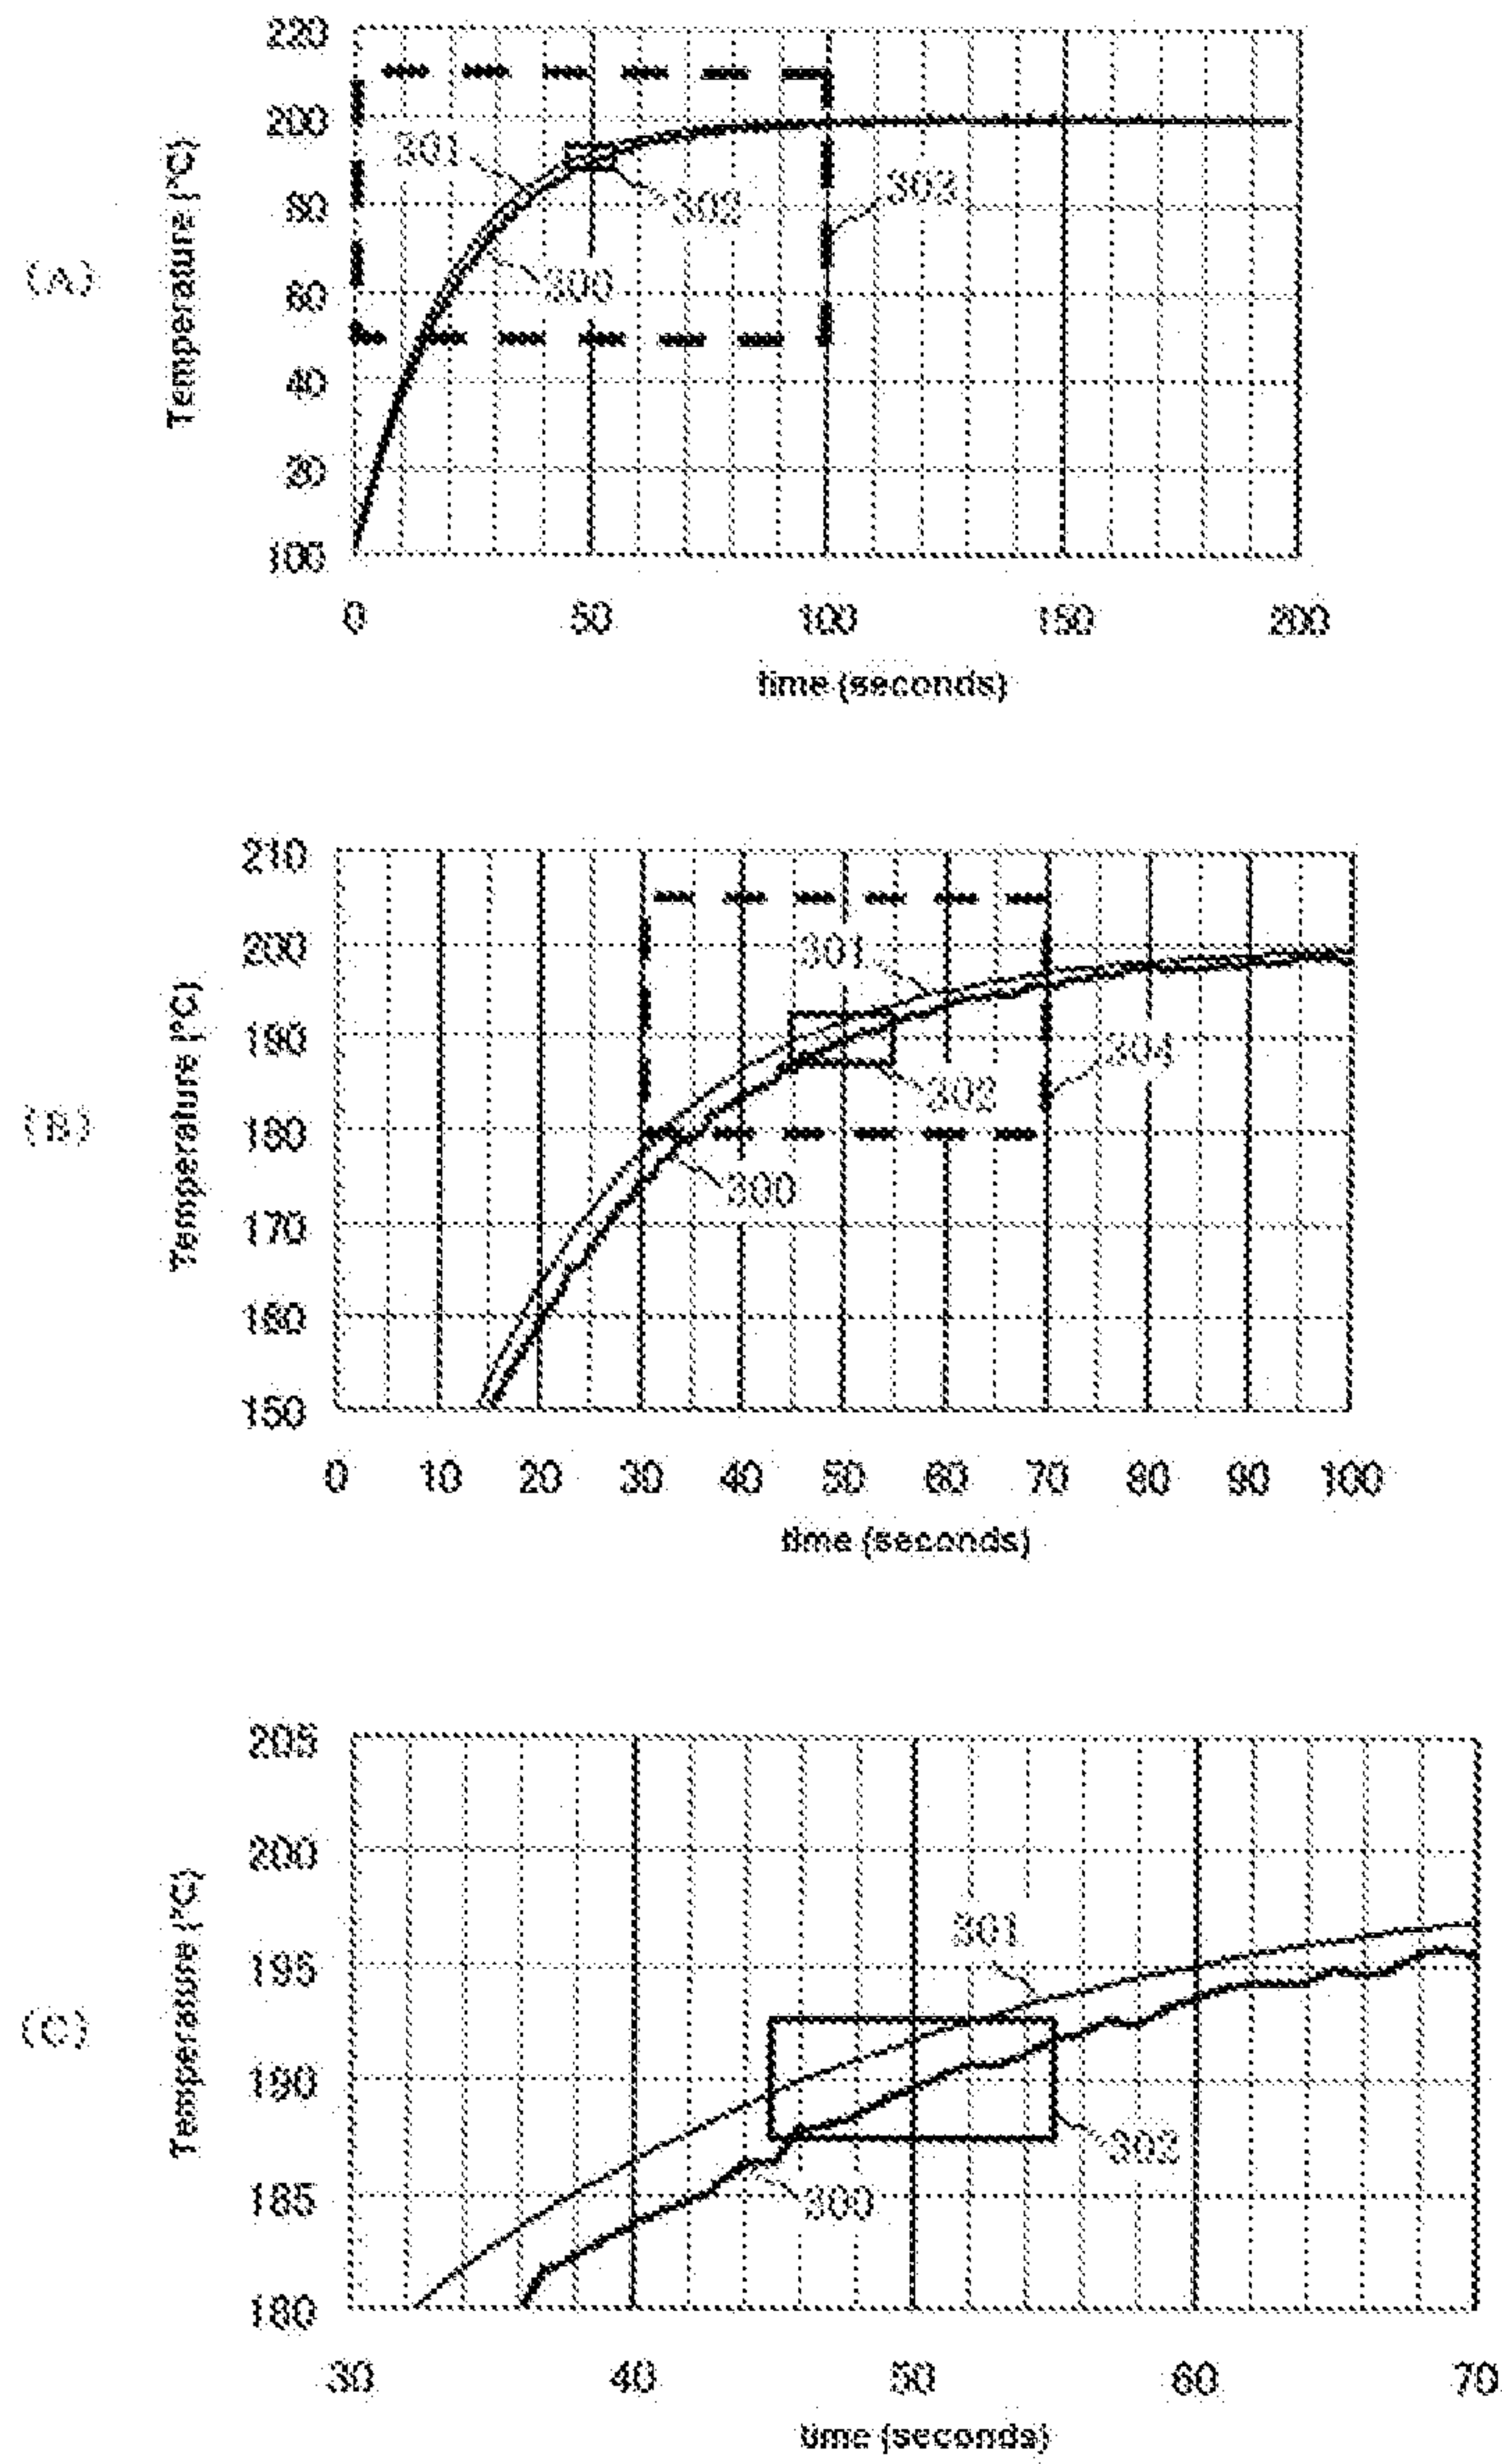 (A)
Temperature (°C)
220
200
80
60
40
20
100
301
302
303
300
0 50 100 150 200
time (seconds)
(B)
Temperature (°C)
210
200
190
180
170
160
150
301
302
304
300
0 10 20 30 40 50 60 70 80 90 100
time (seconds)
(C)
Temperature (°C)
205
200
195
190
185
180
301
302
300
30 40 50 60 70
time (seconds)